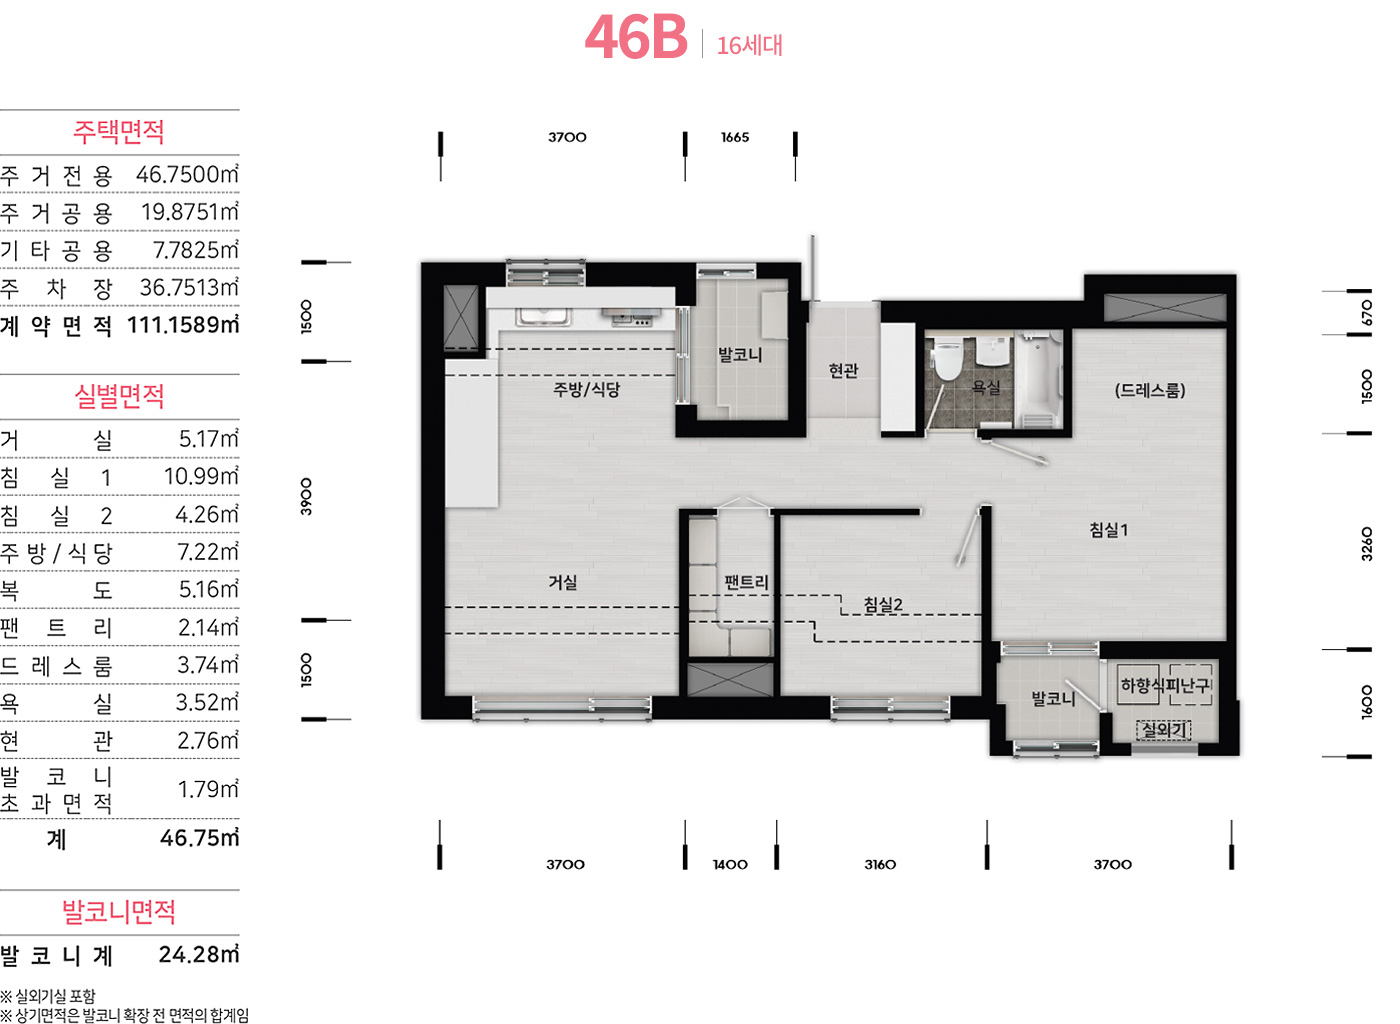 46B 16세대
주택면적
주거전용 46.7500㎡
주거공용 19.8751㎡
기타공용 7.7825㎡
주차장 36.7513㎡
계약면적 111.1589㎡
실별면적
거실 5.17㎡
침실1 10.99㎡
침실2 4.26㎡
주방/식당 7.22㎡
복도 5.16㎡
팬트리 2.14㎡
드레스룸 3.74㎡
욕실 3.52㎡
현관 2.76㎡
발코니
초과면적 1.79㎡
계 46.75㎡
발코니면적
발코니계 24.28㎡
※ 실외기실 포함
※ 상기면적은 발코니 확장 전 면적의 합계임
3700 1665
1500
3900
1500
670
1500
3260
1600
발코니
현관
주방/식당
욕실
(드레스룸)
침실1
거실
팬트리
침실2
발코니
하향식피난구
실외기
3700 1400 3160 3700